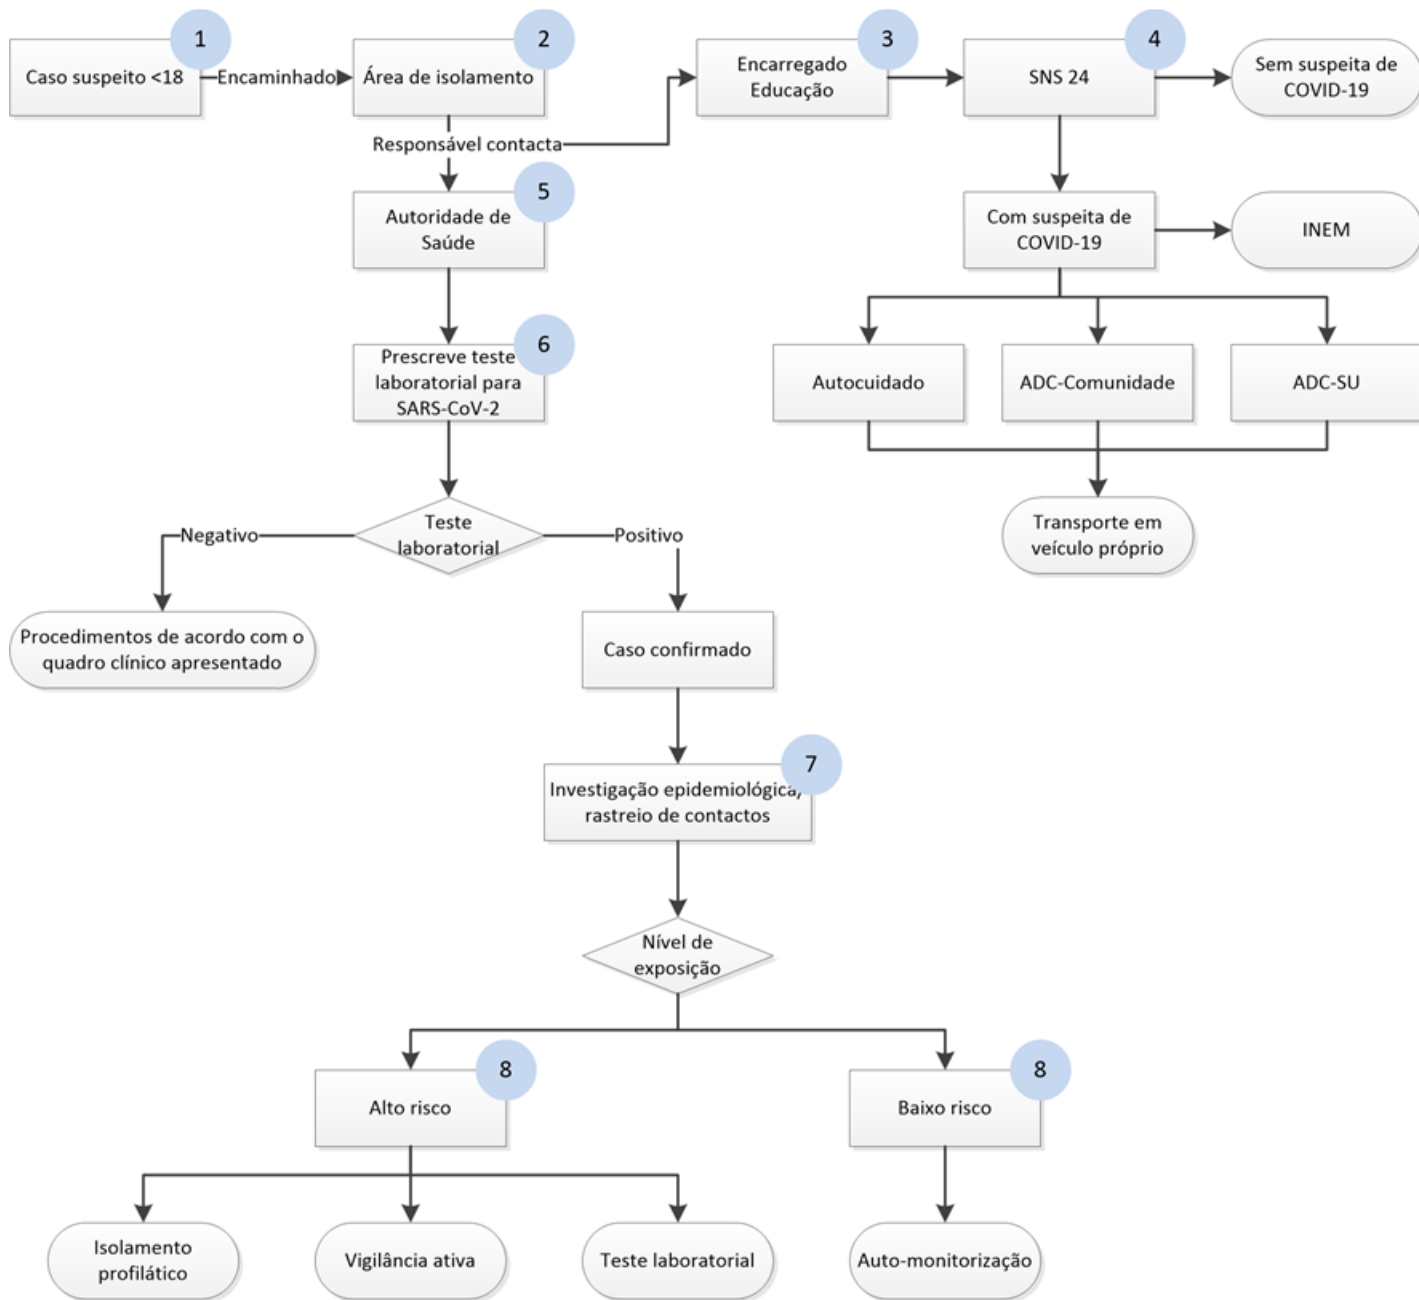 1
Caso suspeito <18
Encaminhado
2
Área de isolamento
3
Encarregado
Educação
4
SNS 24
Sem suspeita de
COVID-19
Responsável contacta
5
Autoridade de
Saúde
Com suspeita de
COVID-19
INEM
6
Prescreve teste
laboratorial para
SARS-CoV-2
Autocuidado
ADC-Comunidade
ADC-SU
Negativo
Teste
laboratorial
Positivo
Transporte em
veículo próprio
Procedimentos de acordo com o
quadro clínico apresentado
Caso confirmado
7
Investigação epidemiológica/
rastreio de contactos
Nível de
exposição
8
Alto risco
8
Baixo risco
Isolamento
profilático
Vigilância ativa
Teste laboratorial
Auto-monitorização